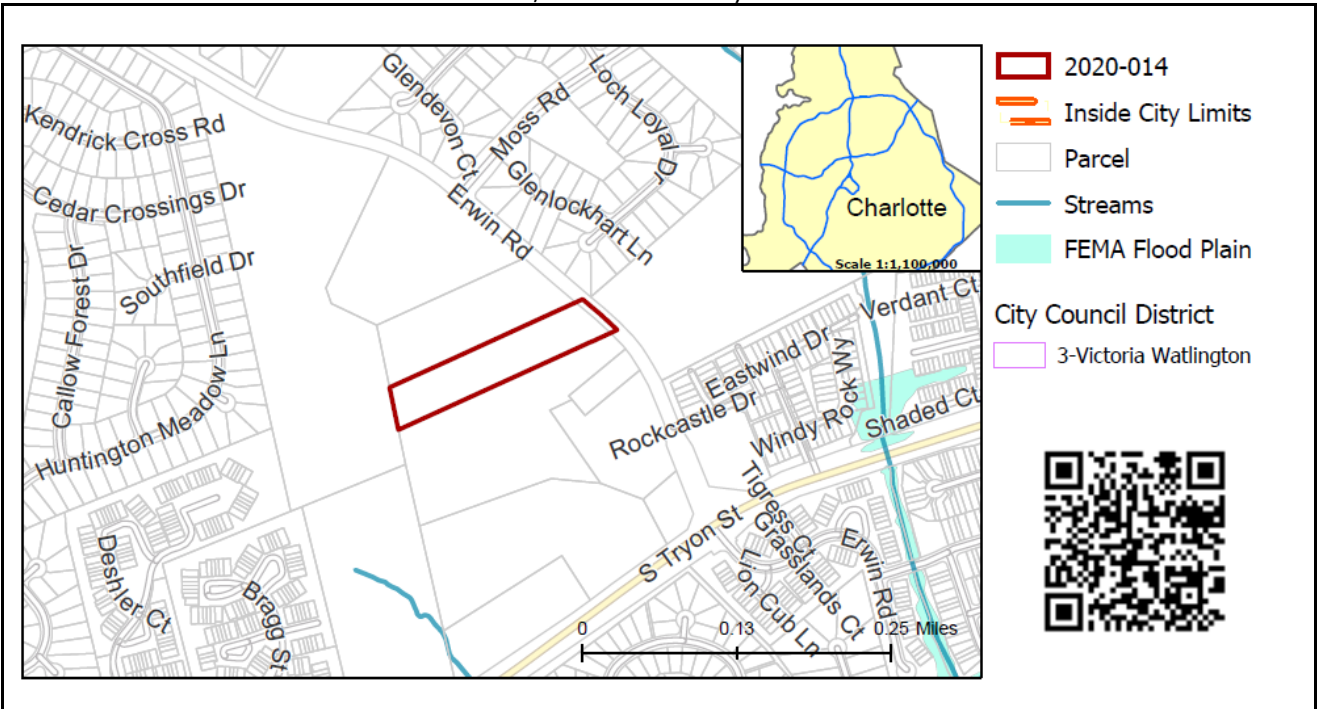 Kendrick Cross Rd
Cedar Crossings Dr
Southfield Dr
Callow Forest Dr
Huntington Meadow Ln
Glendevon Ct
Moss Rd
Loch Loyal Dr
Glenlockhart Ln
Erwin Rd
Charlotte
Scale 1:1,100,000
Verdant Ct
Eastwind Dr
Rockcastle Dr
Windy Rock Wy
Shaded Ct
Tigress Ct
Grasslands Ct
S Tryon St
Lion Cub Ln
Erwin Rd
Deshler Ct
Bragg St
0 0.13 0.25 Miles
2020-014
Inside City Limits
Parcel
Streams
FEMA Flood Plain
City Council District
3-Victoria Watlington